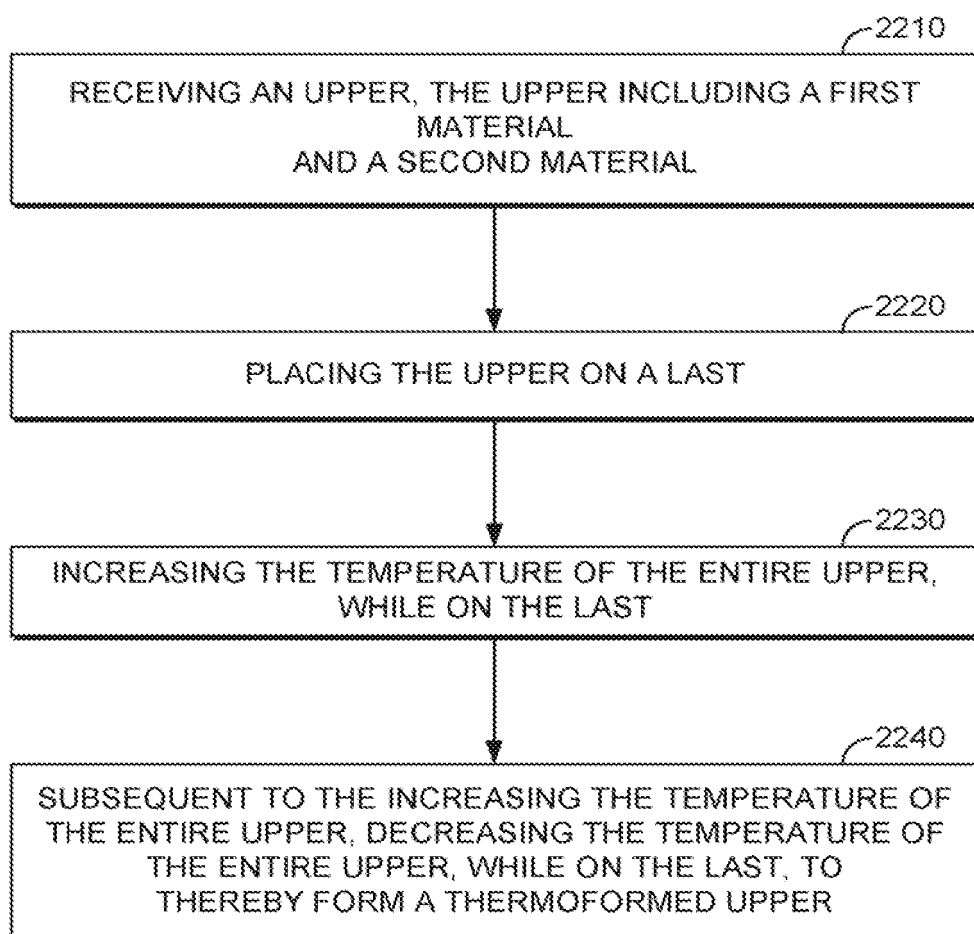 2210
RECEIVING AN UPPER, THE UPPER INCLUDING A FIRST
MATERIAL
AND A SECOND MATERIAL
2220
PLACING THE UPPER ON A LAST
2230
INCREASING THE TEMPERATURE OF THE ENTIRE UPPER,
WHILE ON THE LAST
2240
SUBSEQUENT TO THE INCREASING THE TEMPERATURE OF
THE ENTIRE UPPER, DECREASING THE TEMPERATURE OF
THE ENTIRE UPPER, WHILE ON THE LAST, TO
THEREBY FORM A THERMOFORMED UPPER